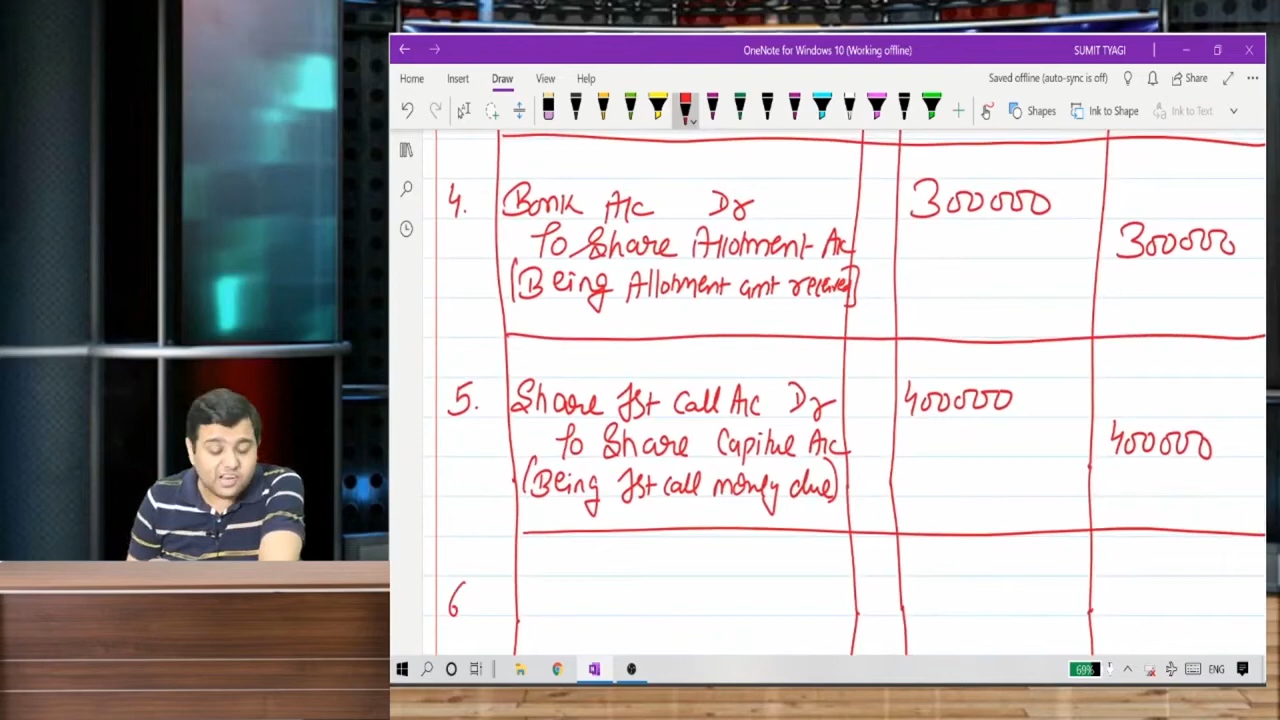 OneNote for Windows 10 (Working offline)
SUMIT TYAGI
Home Insert Draw View Help
Saved offline (auto-sync is off)
Share
Shapes
Ink to Shape
Ink to Text
4. Bank A/c Dr 300000
To Share Allotment A/c 300000
(Being Allotment amt received)
5. Share Ist Call A/c Dr 400000
To Share Capital A/c 400000
(Being Ist call money due)
6
69%
ENG